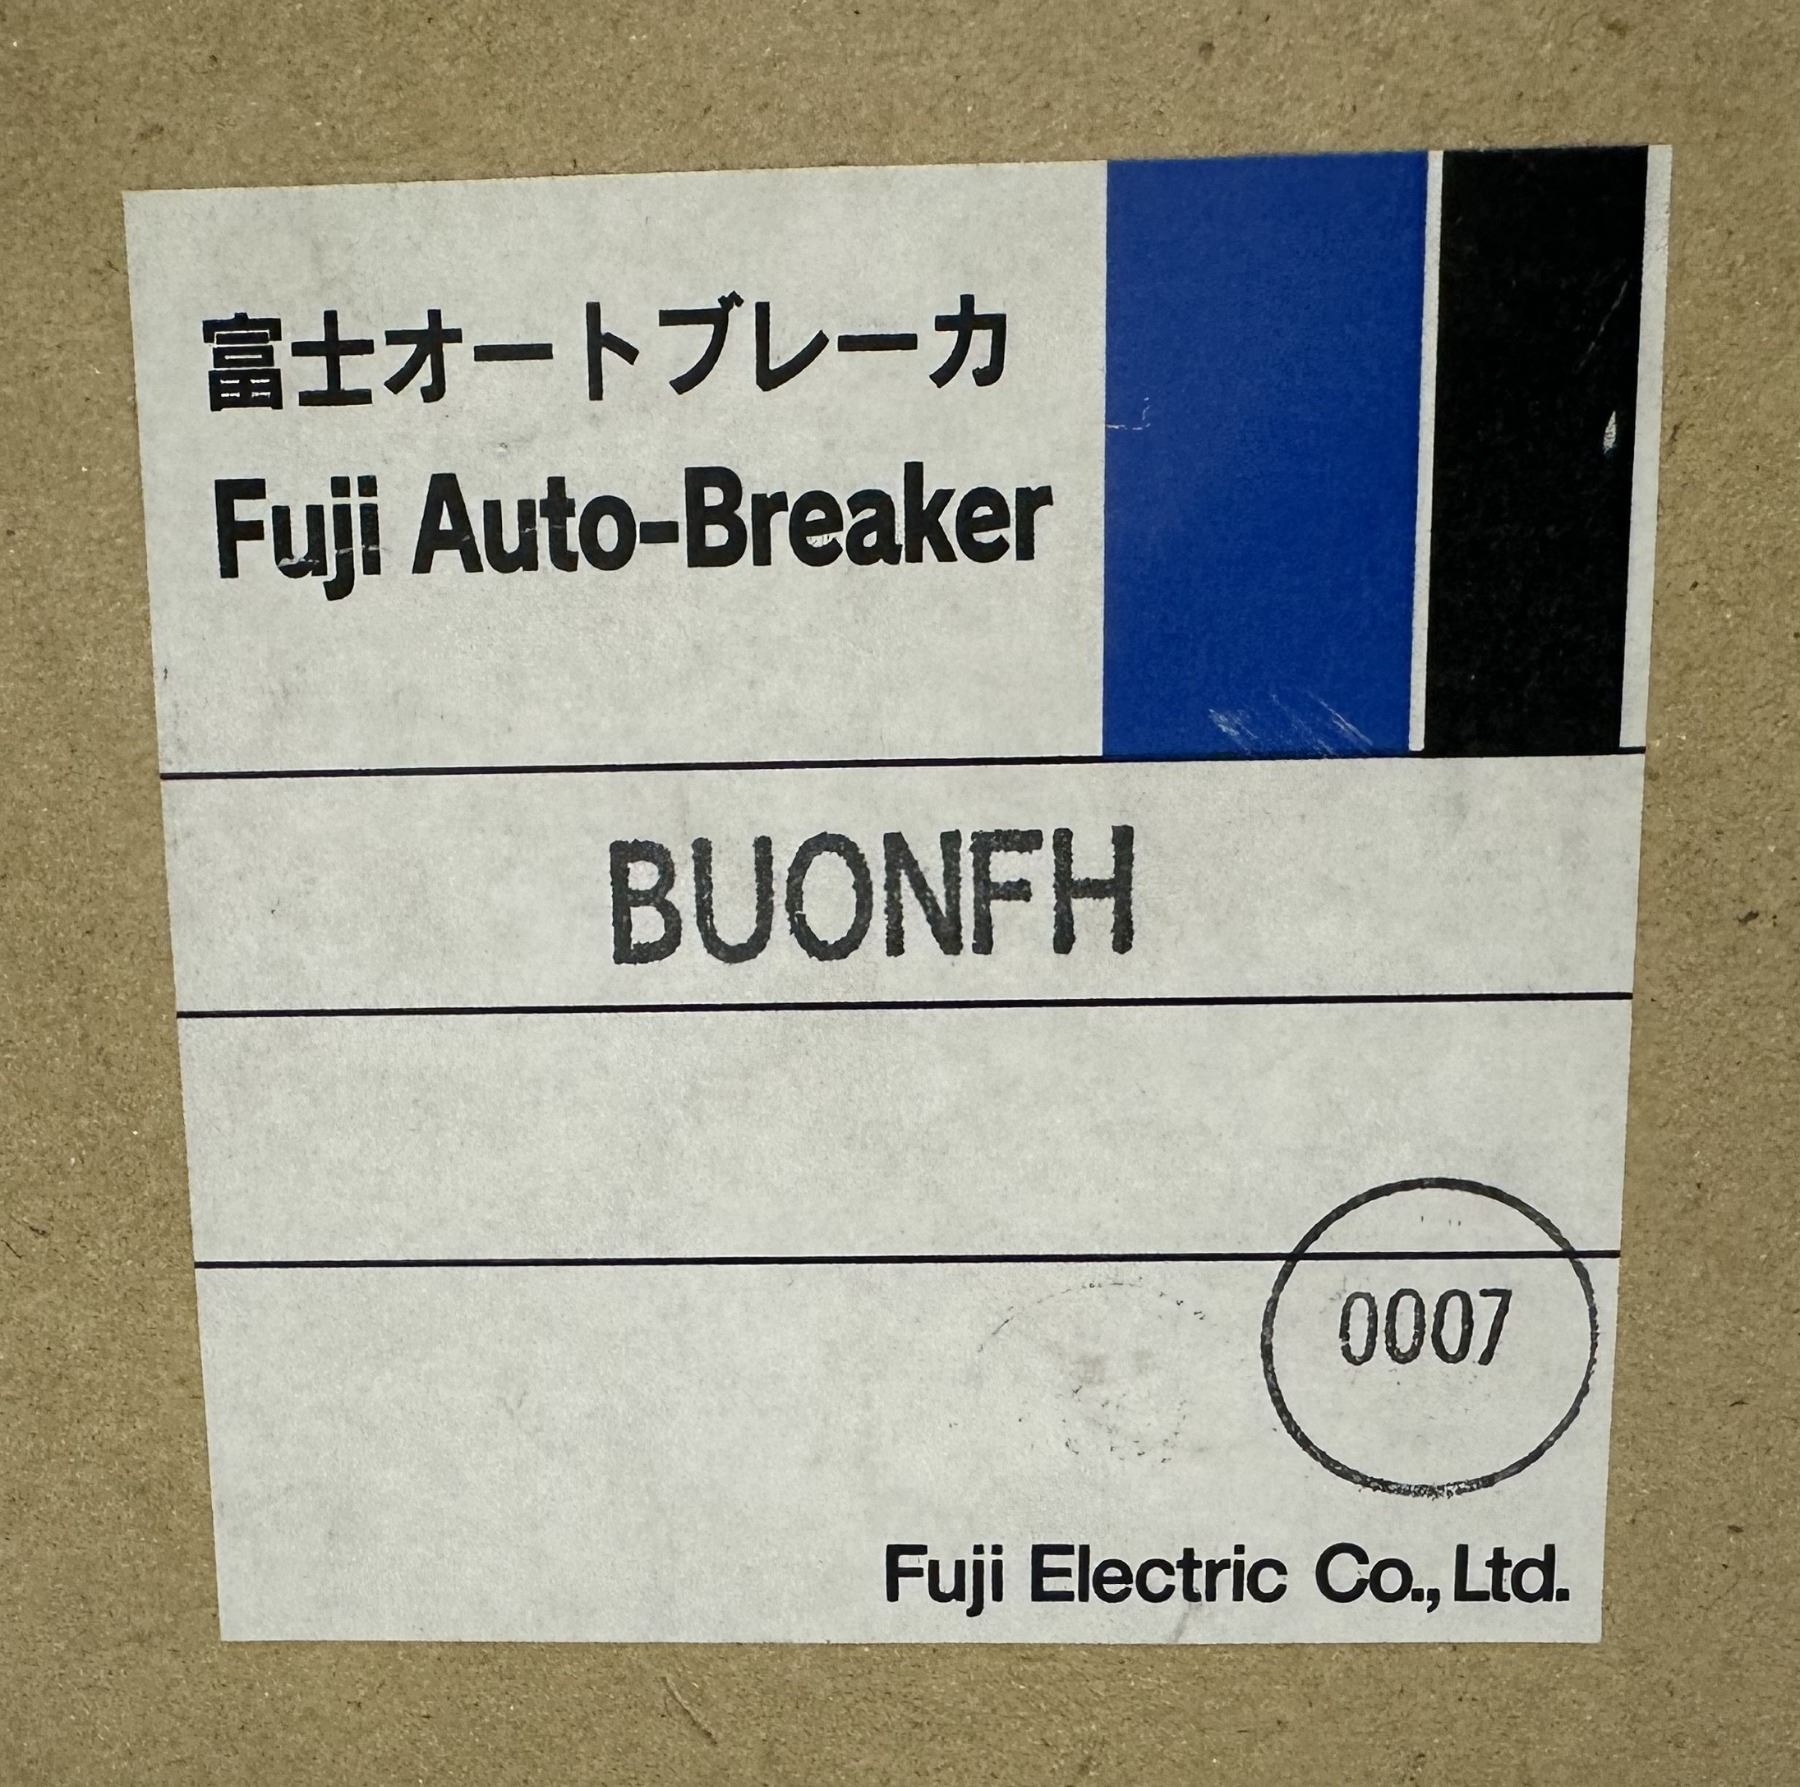 富士オートブレーカ
Fuji Auto-Breaker
BUONFH
0007
Fuji Electric Co., Ltd.